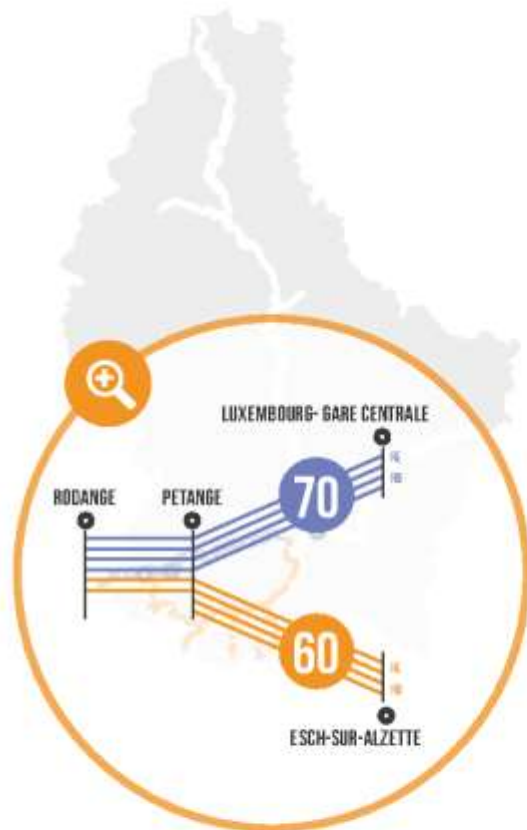 LUXEMBOURG- GARE CENTRALE
RODANGE
PETANGE
70
60
ESCH-SUR-ALZETTE